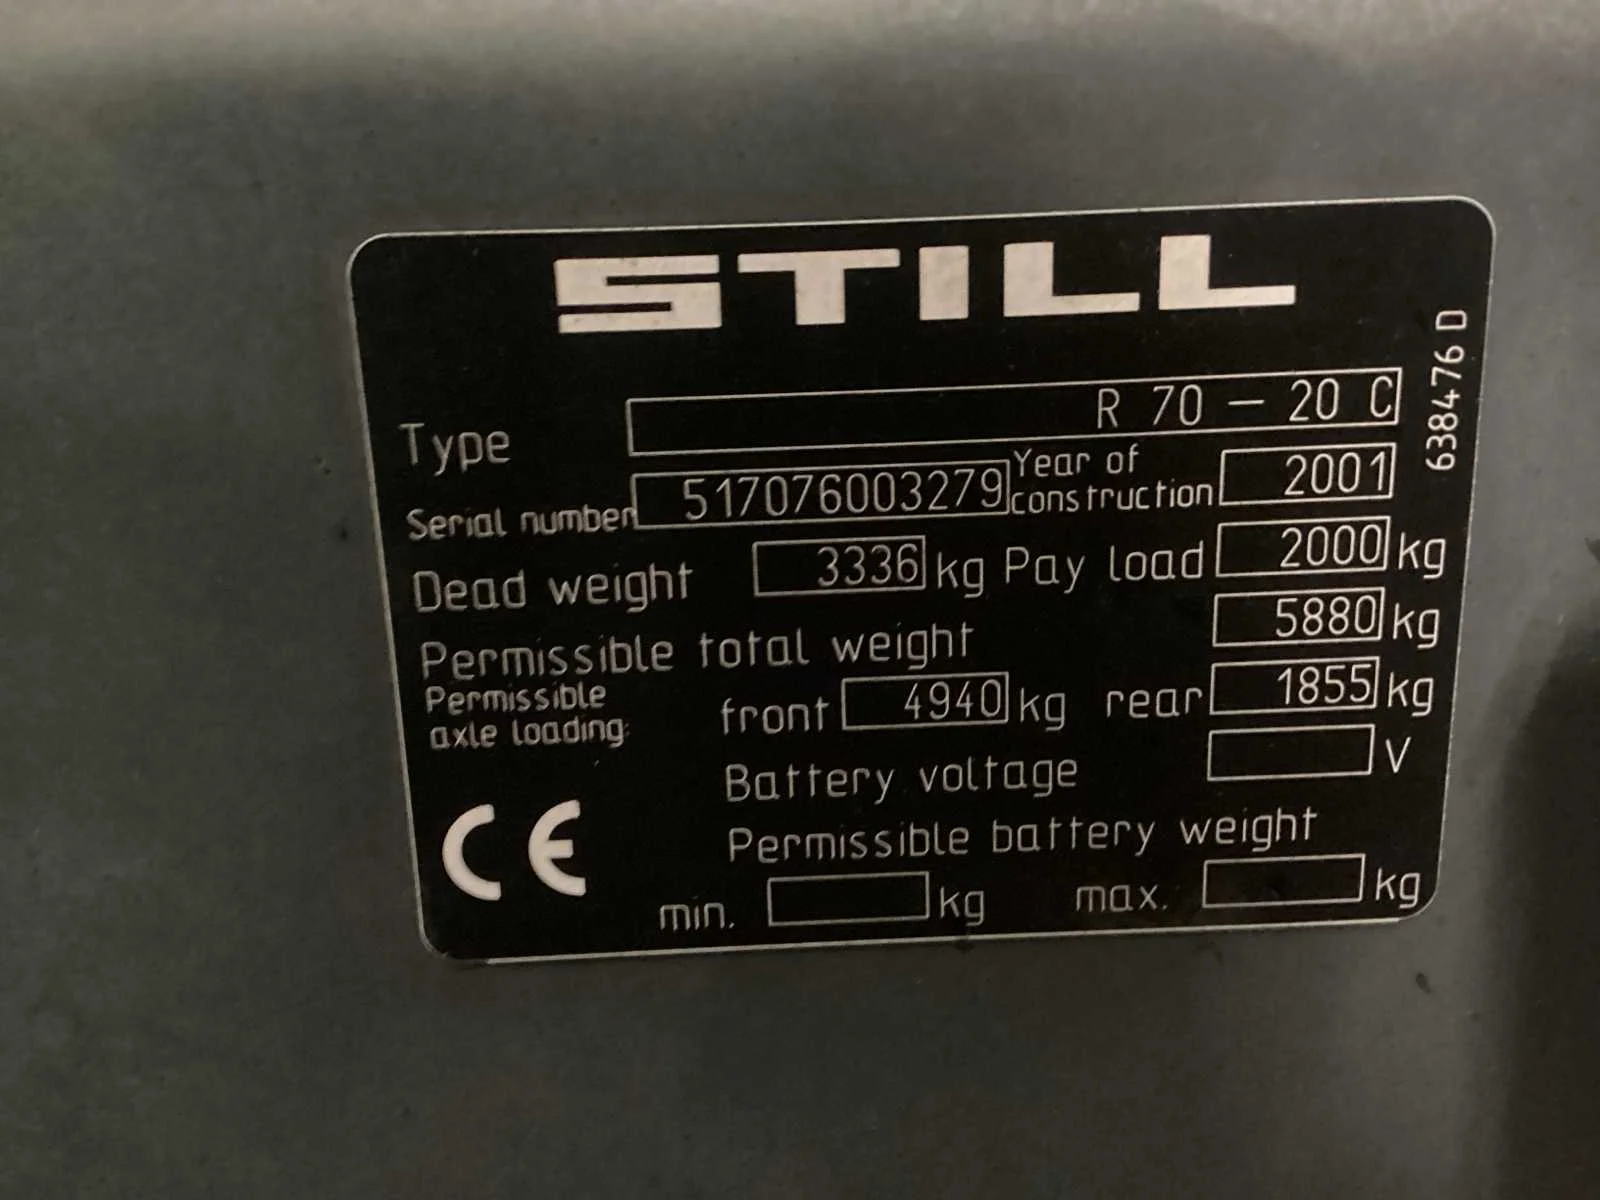 STILL
Type R 70 - 20 C
Serial number 517076003279 Year of construction 2001
Dead weight 3336 kg Pay load 2000 kg
Permissible total weight 5880 kg
Permissible axle loading: front 4940 kg rear 1855 kg
Battery voltage V
Permissible battery weight
min. kg max. kg
CE
638476 D